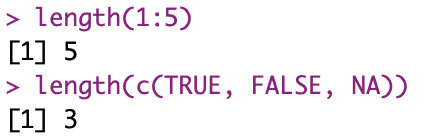 > length(1:5)
[1] 5
> length(c(TRUE, FALSE, NA))
[1] 3